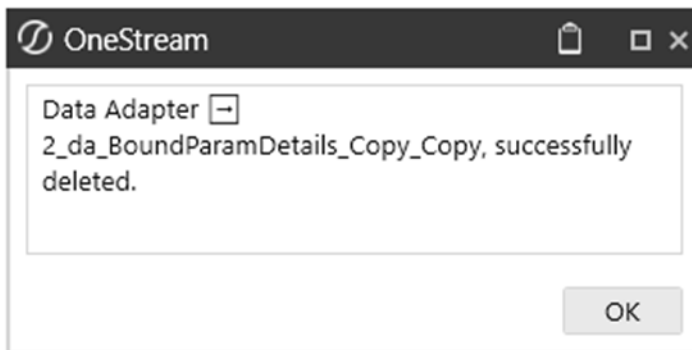 OneStream
Data Adapter →
2_da_BoundParamDetails_Copy_Copy, successfully
deleted.
OK